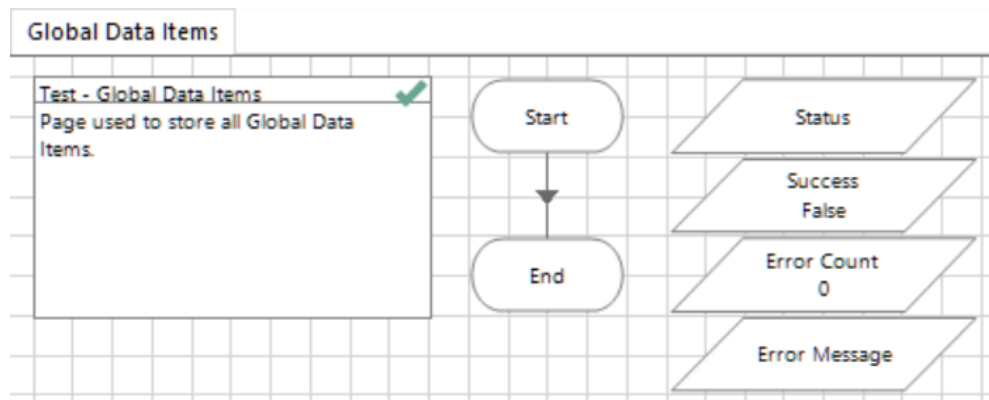 Global Data Items
Test - Global Data Items
Page used to store all Global Data
Items.
Start
End
Status
Success
False
Error Count
0
Error Message